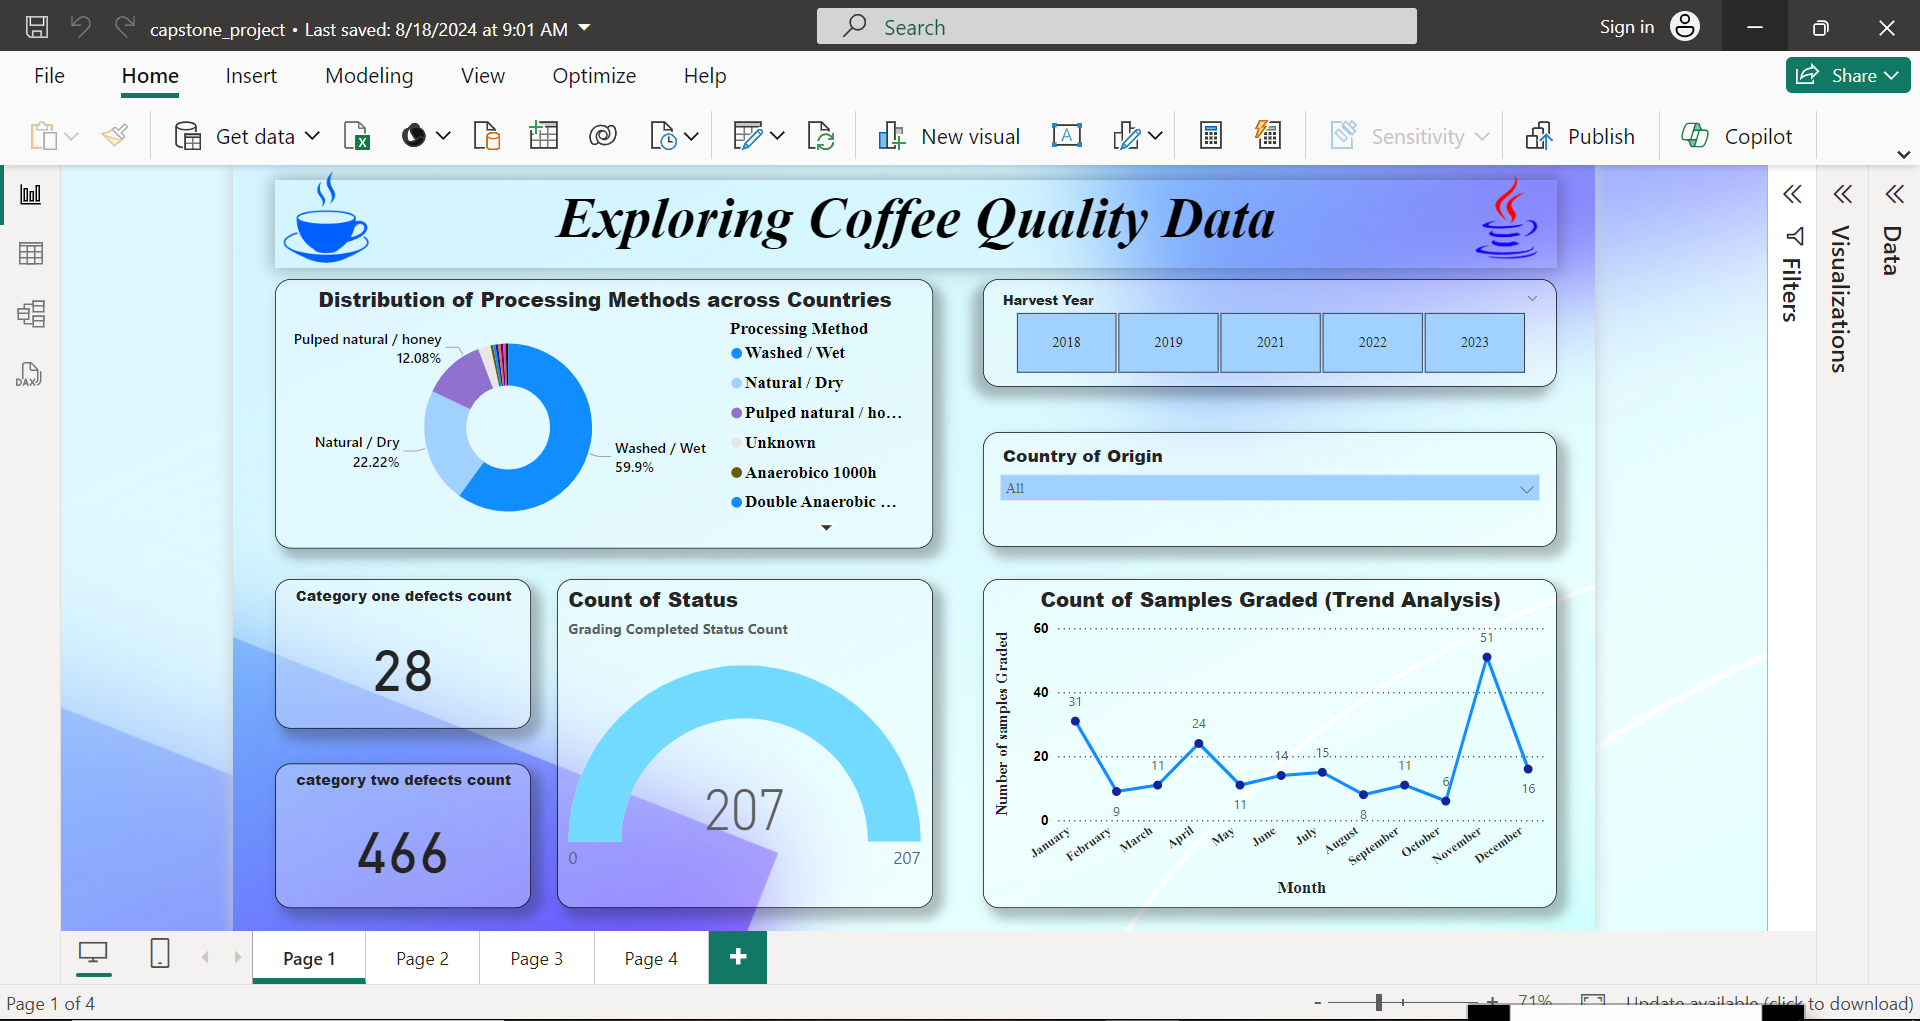 capstone_project • Last saved: 8/18/2024 at 9:01 AM
Search
Sign in
File Home Insert Modeling View Optimize Help
Share
Get data
New visual
Sensitivity
Publish
Copilot
DAX
Exploring Coffee Quality Data
Distribution of Processing Methods across Countries
Pulped natural / honey
12.08%
Natural / Dry
22.22%
Washed / Wet
59.9%
Processing Method
Washed / Wet
Natural / Dry
Pulped natural / ho...
Unknown
Anaerobico 1000h
Double Anaerobic ...
Harvest Year
2018 2019 2021 2022 2023
Country of Origin
All
Category one defects count
28
category two defects count
466
Count of Status
Grading Completed Status Count
207
0
207
Count of Samples Graded (Trend Analysis)
Number of samples Graded
60
40
20
0
31
9
11
24
11
14
15
8
11
6
51
16
January
February
March
April
May
June
July
August
September
October
November
December
Month
Filters
Visualizations
Data
Page 1
Page 2
Page 3
Page 4
+
Page 1 of 4
- + 71%
Update available (click to download)